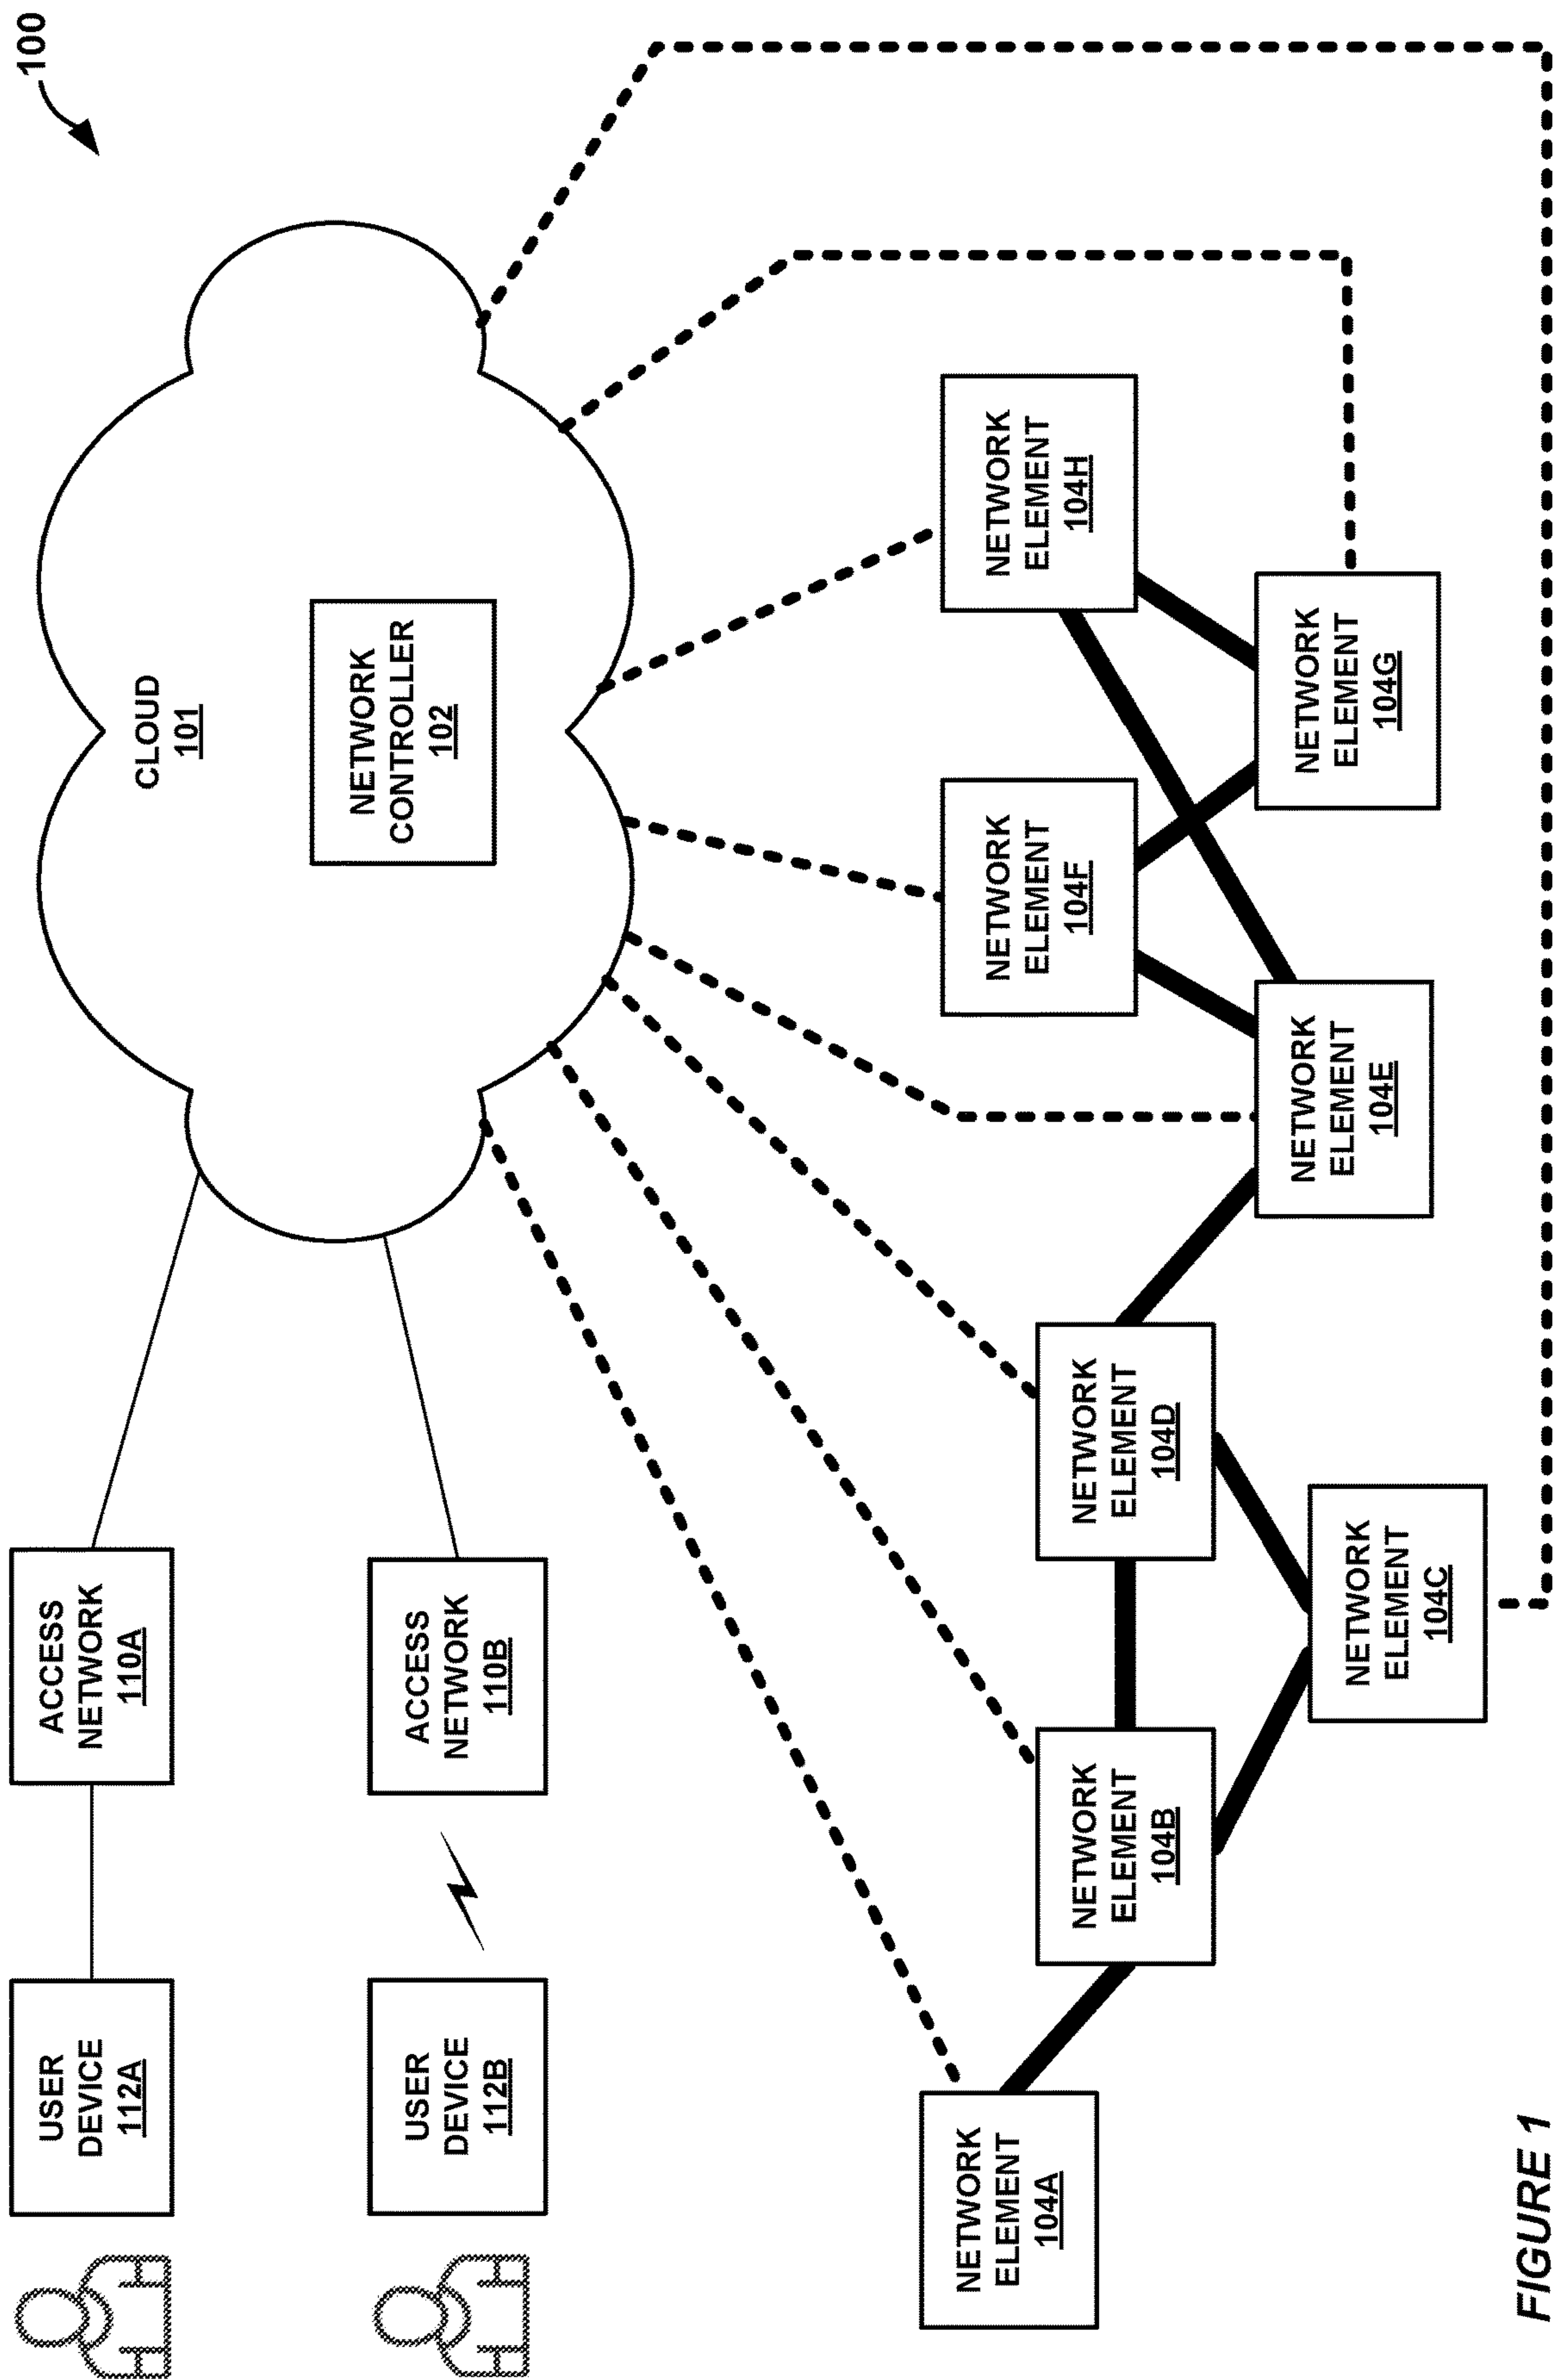 100
CLOUD
101
NETWORK
CONTROLLER
102
ACCESS
NETWORK
110A
USER
DEVICE
112A
ACCESS
NETWORK
110B
USER
DEVICE
112B
NETWORK
ELEMENT
104A
NETWORK
ELEMENT
104B
NETWORK
ELEMENT
104C
NETWORK
ELEMENT
104D
NETWORK
ELEMENT
104E
NETWORK
ELEMENT
104F
NETWORK
ELEMENT
104G
NETWORK
ELEMENT
104H
FIGURE 1